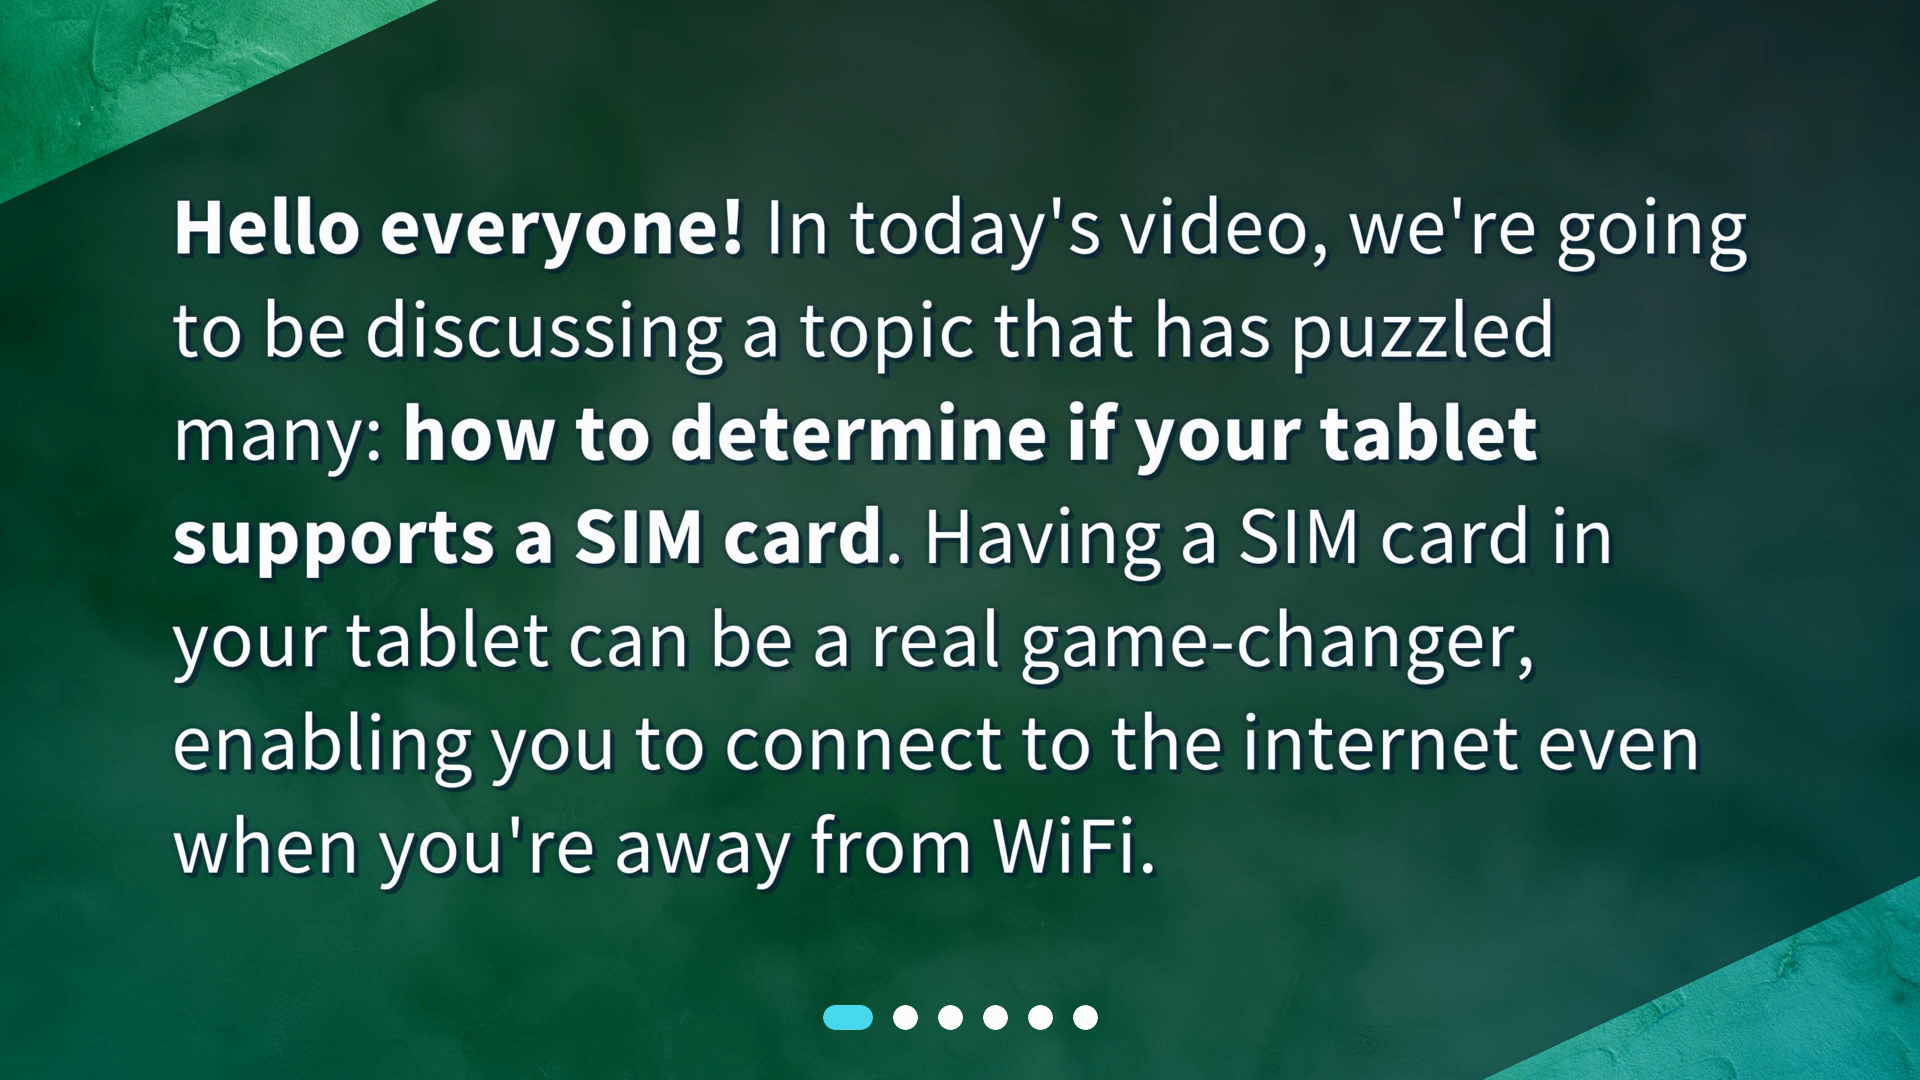 Hello everyone! In today's video, we're going
to be discussing a topic that has puzzled
many: how to determine if your tablet
supports a SIM card. Having a SIM card in
your tablet can be a real game-changer,
enabling you to connect to the internet even
when you're away from WiFi.